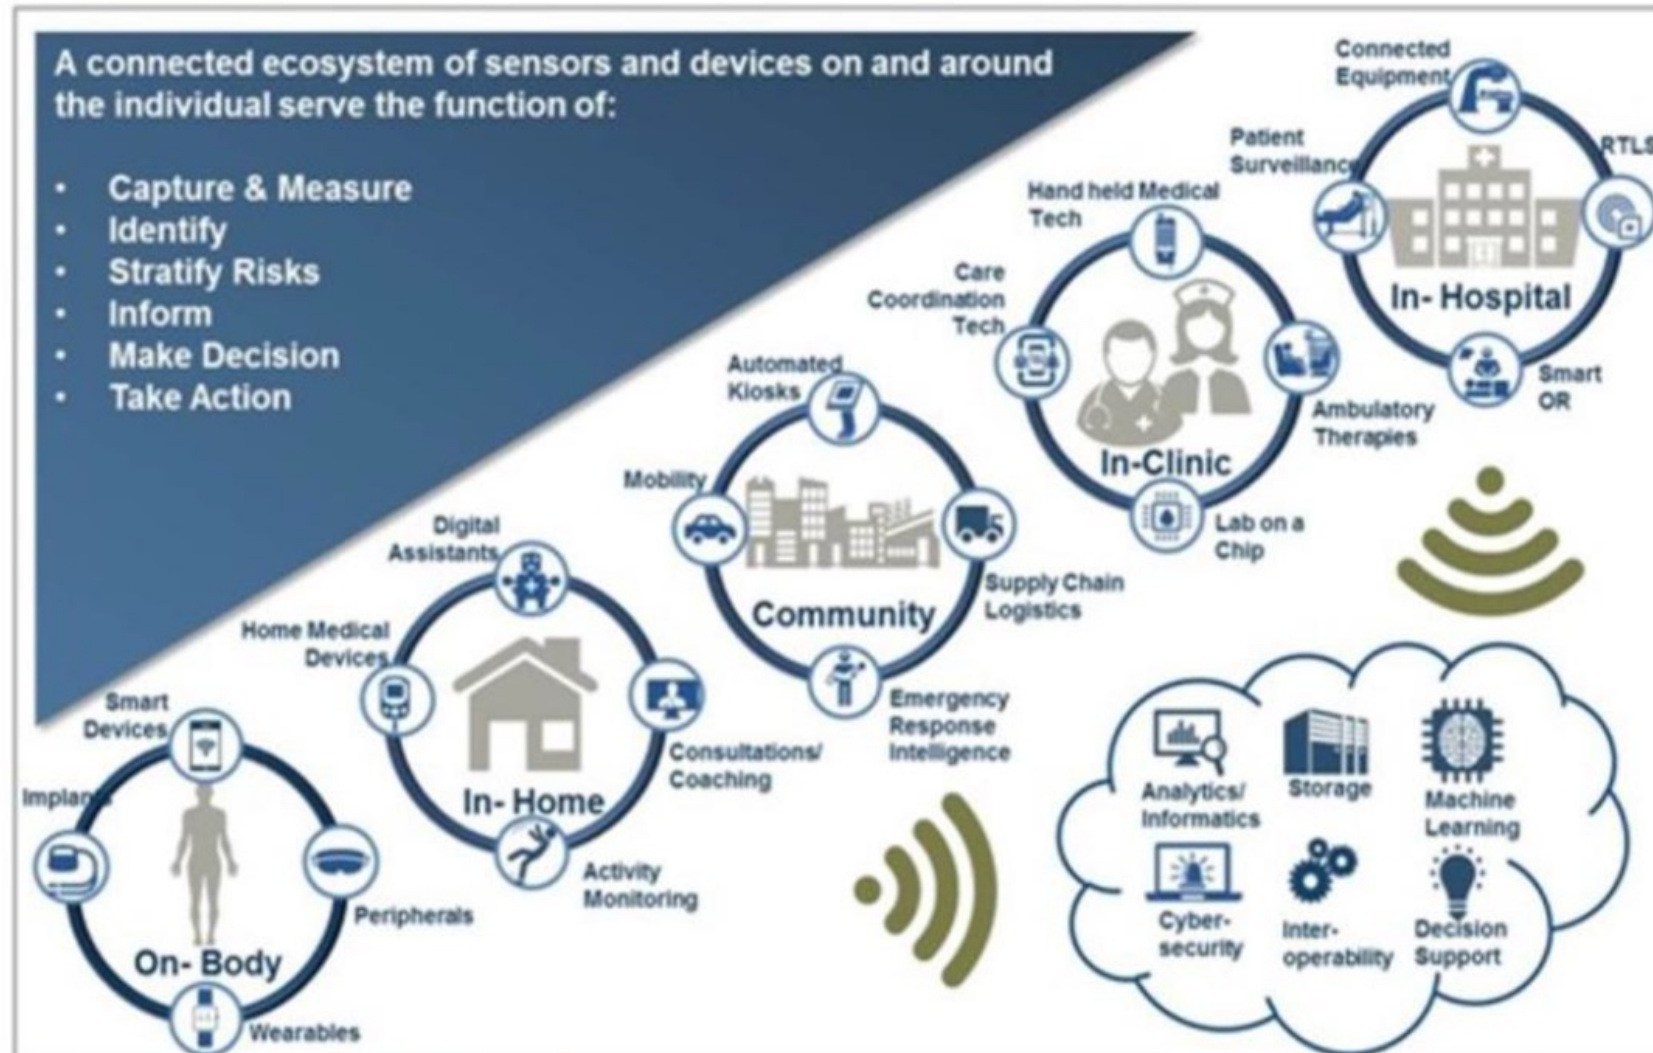 A connected ecosystem of sensors and devices on and around
the individual serve the function of:
• Capture & Measure
• Identify
• Stratify Risks
• Inform
• Make Decision
• Take Action
Connected
Equipment
Patient
Surveillance
RTLS
In- Hospital
Smart
OR
Hand held Medical
Tech
Care
Coordination
Tech
In-Clinic
Ambulatory
Therapies
Lab on a
Chip
Automated
Kiosks
Mobility
Community
Supply Chain
Logistics
Emergency
Response
Intelligence
Digital
Assistants
Home Medical
Devices
In- Home
Consultations/
Coaching
Activity
Monitoring
Smart
Devices
Implants
On- Body
Peripherals
Wearables
Analytics/
Informatics
Storage
Machine
Learning
Cyber-
security
Inter-
operability
Decision
Support